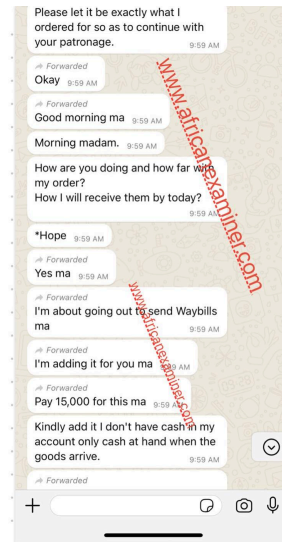 Please let it be exactly what I
ordered for so as to continue with
your patronage.
9:59 AM
Forwarded
Okay 9:59 AM
Forwarded
Good morning ma 9:59 AM
Morning madam. 9:59 AM
How are you doing and how far with
my order?
How I will receive them by today?
9:59 AM
*Hope 9:59 AM
Forwarded
Yes ma 9:59 AM
Forwarded
I'm about going out to send Waybills
ma 9:59 AM
Forwarded
I'm adding it for you ma 9:59 AM
Forwarded
Pay 15,000 for this ma 9:59 AM
Kindly add it I don't have cash in my
account only cash at hand when the
goods arrive.
9:59 AM
Forwarded
www.africanexaminer.com
www.africanexaminer.com